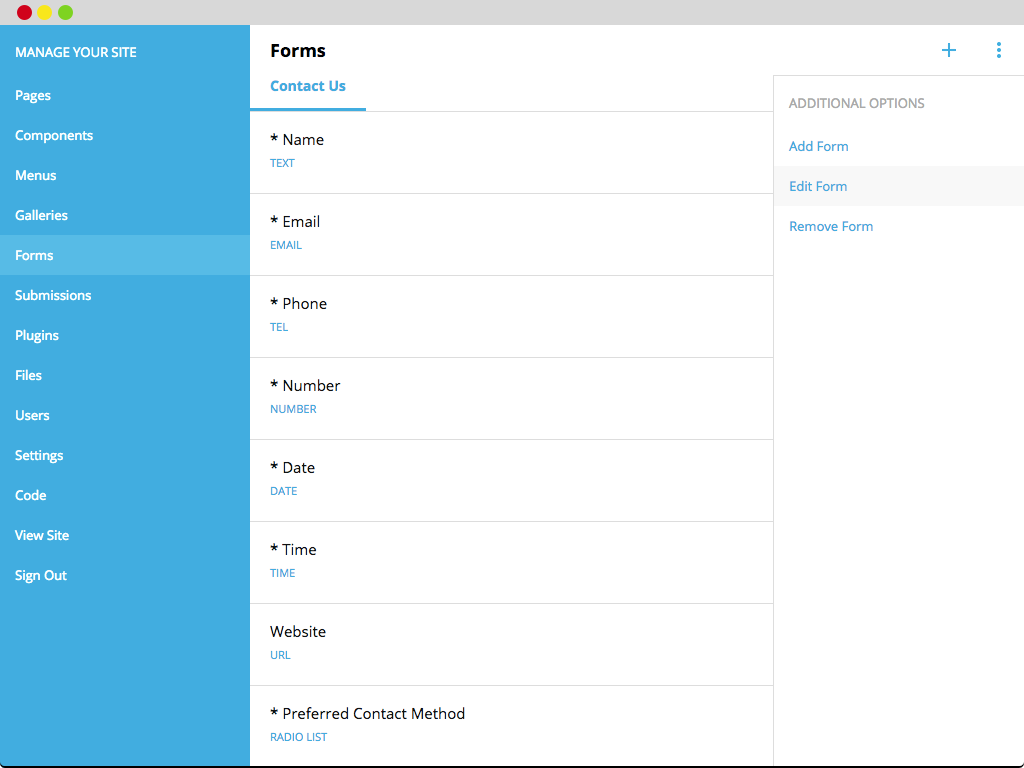 MANAGE YOUR SITE
Pages
Components
Menus
Galleries
Forms
Submissions
Plugins
Files
Users
Settings
Code
View Site
Sign Out
Forms
Contact Us
* Name
TEXT
* Email
EMAIL
* Phone
TEL
* Number
NUMBER
* Date
DATE
* Time
TIME
Website
URL
* Preferred Contact Method
RADIO LIST
ADDITIONAL OPTIONS
Add Form
Edit Form
Remove Form